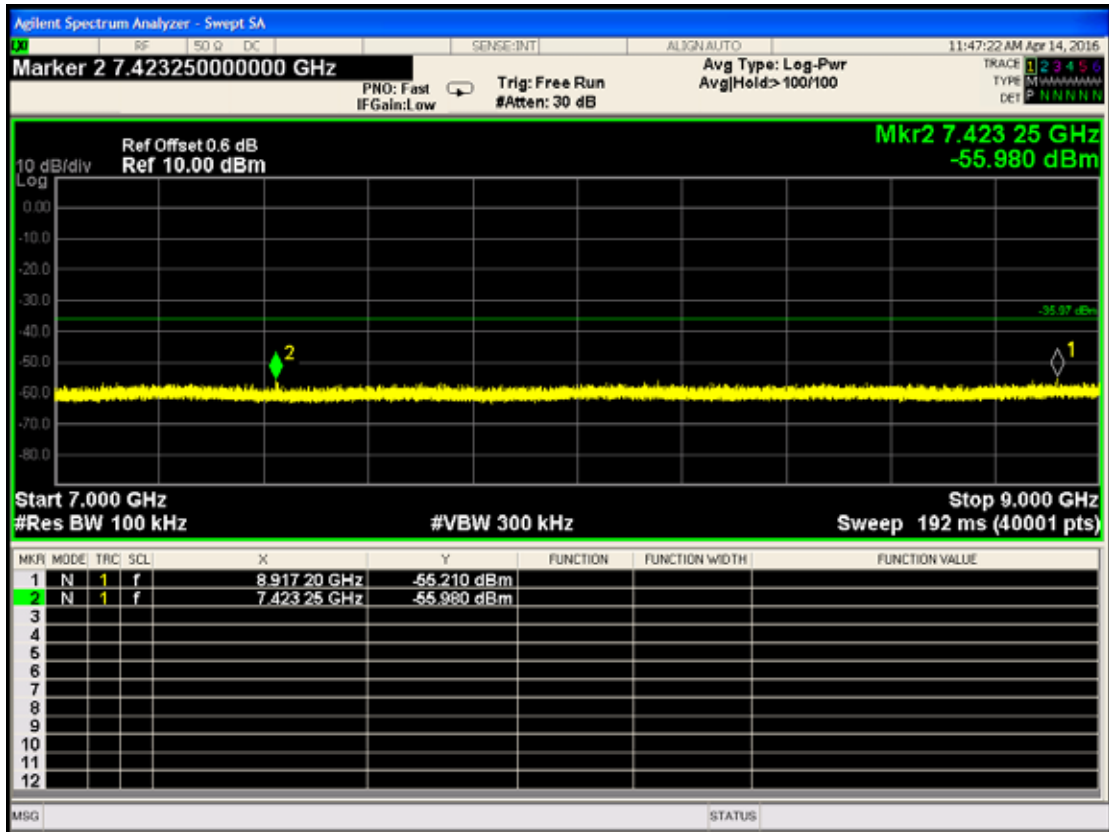 Agilent Spectrum Analyzer - Swept SA
LXI RF 50 Ω DC SENSE:INT ALIGN AUTO 11:47:22 AM Apr 14, 2016
Marker 2 7.423250000000 GHz
PNO: Fast
IFGain:Low
Trig: Free Run
#Atten: 30 dB
Avg Type: Log-Pwr
Avg|Hold:> 100/100
TRACE 1 2 3 4 5 6
TYPE M
DET P N N N N N
Mkr2 7.423 25 GHz
-55.980 dBm
Ref Offset 0.6 dB
10 dB/div Ref 10.00 dBm
Log
0.00
-10.0
-20.0
-30.0
-35.97 dBm
-40.0
2
1
-50.0
-60.0
-70.0
-80.0
Start 7.000 GHz Stop 9.000 GHz
#Res BW 100 kHz #VBW 300 kHz Sweep 192 ms (40001 pts)
MKR MODE TRC SCL X Y FUNCTION FUNCTION WIDTH FUNCTION VALUE
1 N 1 f 8.917 20 GHz -55.210 dBm
2 N 1 f 7.423 25 GHz -55.980 dBm
3
4
5
6
7
8
9
10
11
12
MSG STATUS